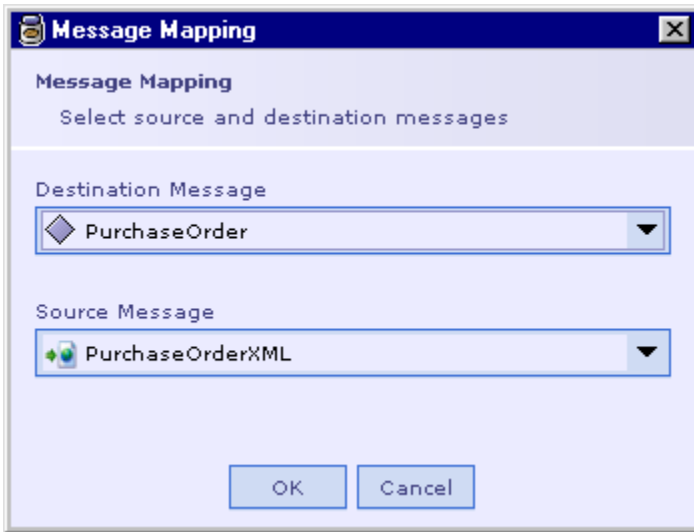 Message Mapping
Message Mapping
Select source and destination messages
Destination Message
PurchaseOrder
Source Message
PurchaseOrderXML
OK Cancel